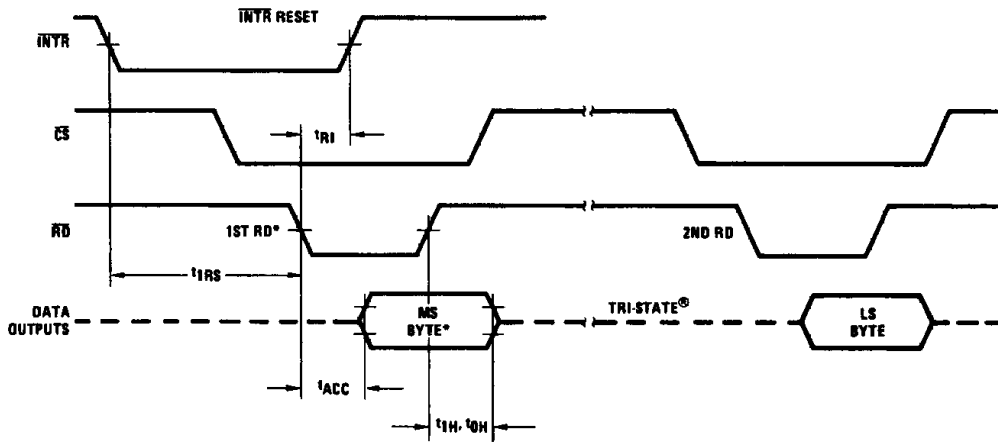 INTR RESET
INTR
CS
tRI
RD
1ST RD*
2ND RD
t1RS
DATA
OUTPUTS
MS
BYTE*
TRI-STATE®
LS
BYTE
tACC
t1H, t0H